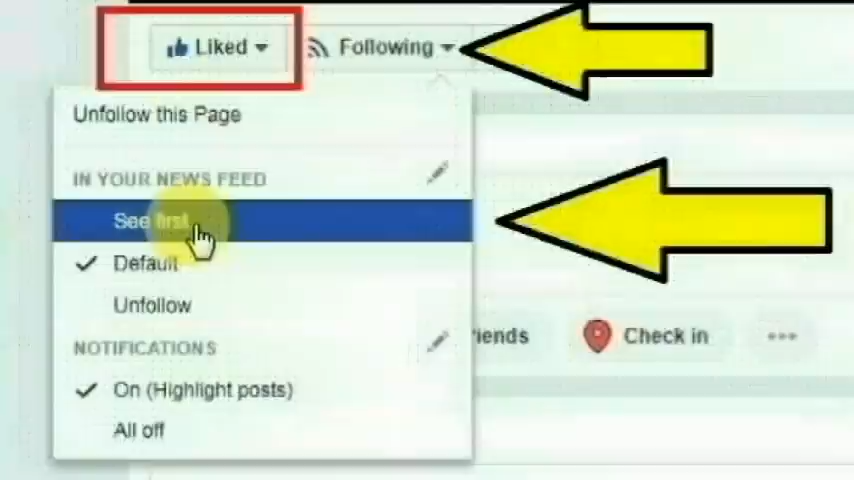 Liked Following
Unfollow this Page
IN YOUR NEWS FEED
See first
Default
Unfollow
iends Check in
NOTIFICATIONS
On (Highlight posts)
All off